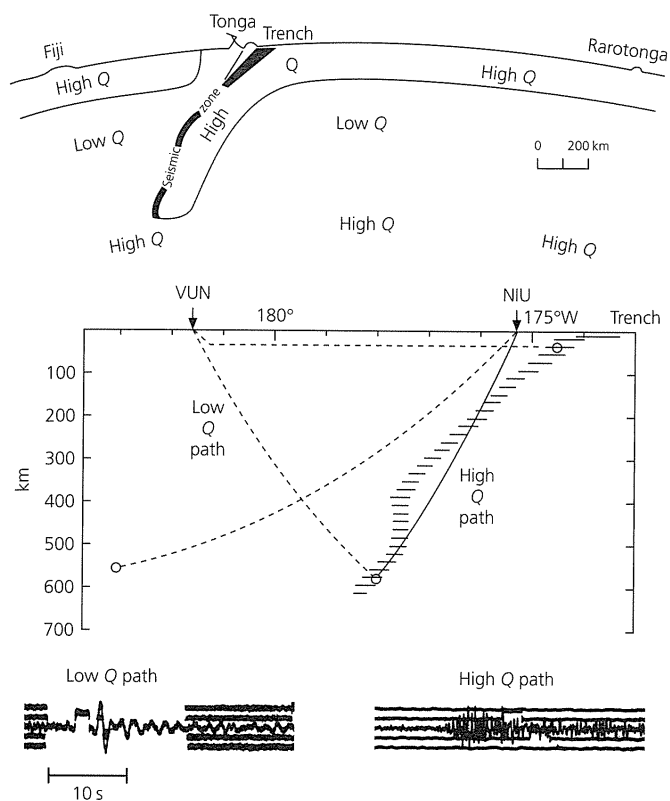 Tonga
Trench
Fiji
Rarotonga
High Q
Q
High Q
Low Q
Seismic zone
High
Low Q
0 200 km
High Q
High Q
High Q
VUN
NIU
180°
175°W
Trench
100
200
300
400
500
600
700
km
Low
Q
path
High
Q
path
Low Q path
High Q path
10 s